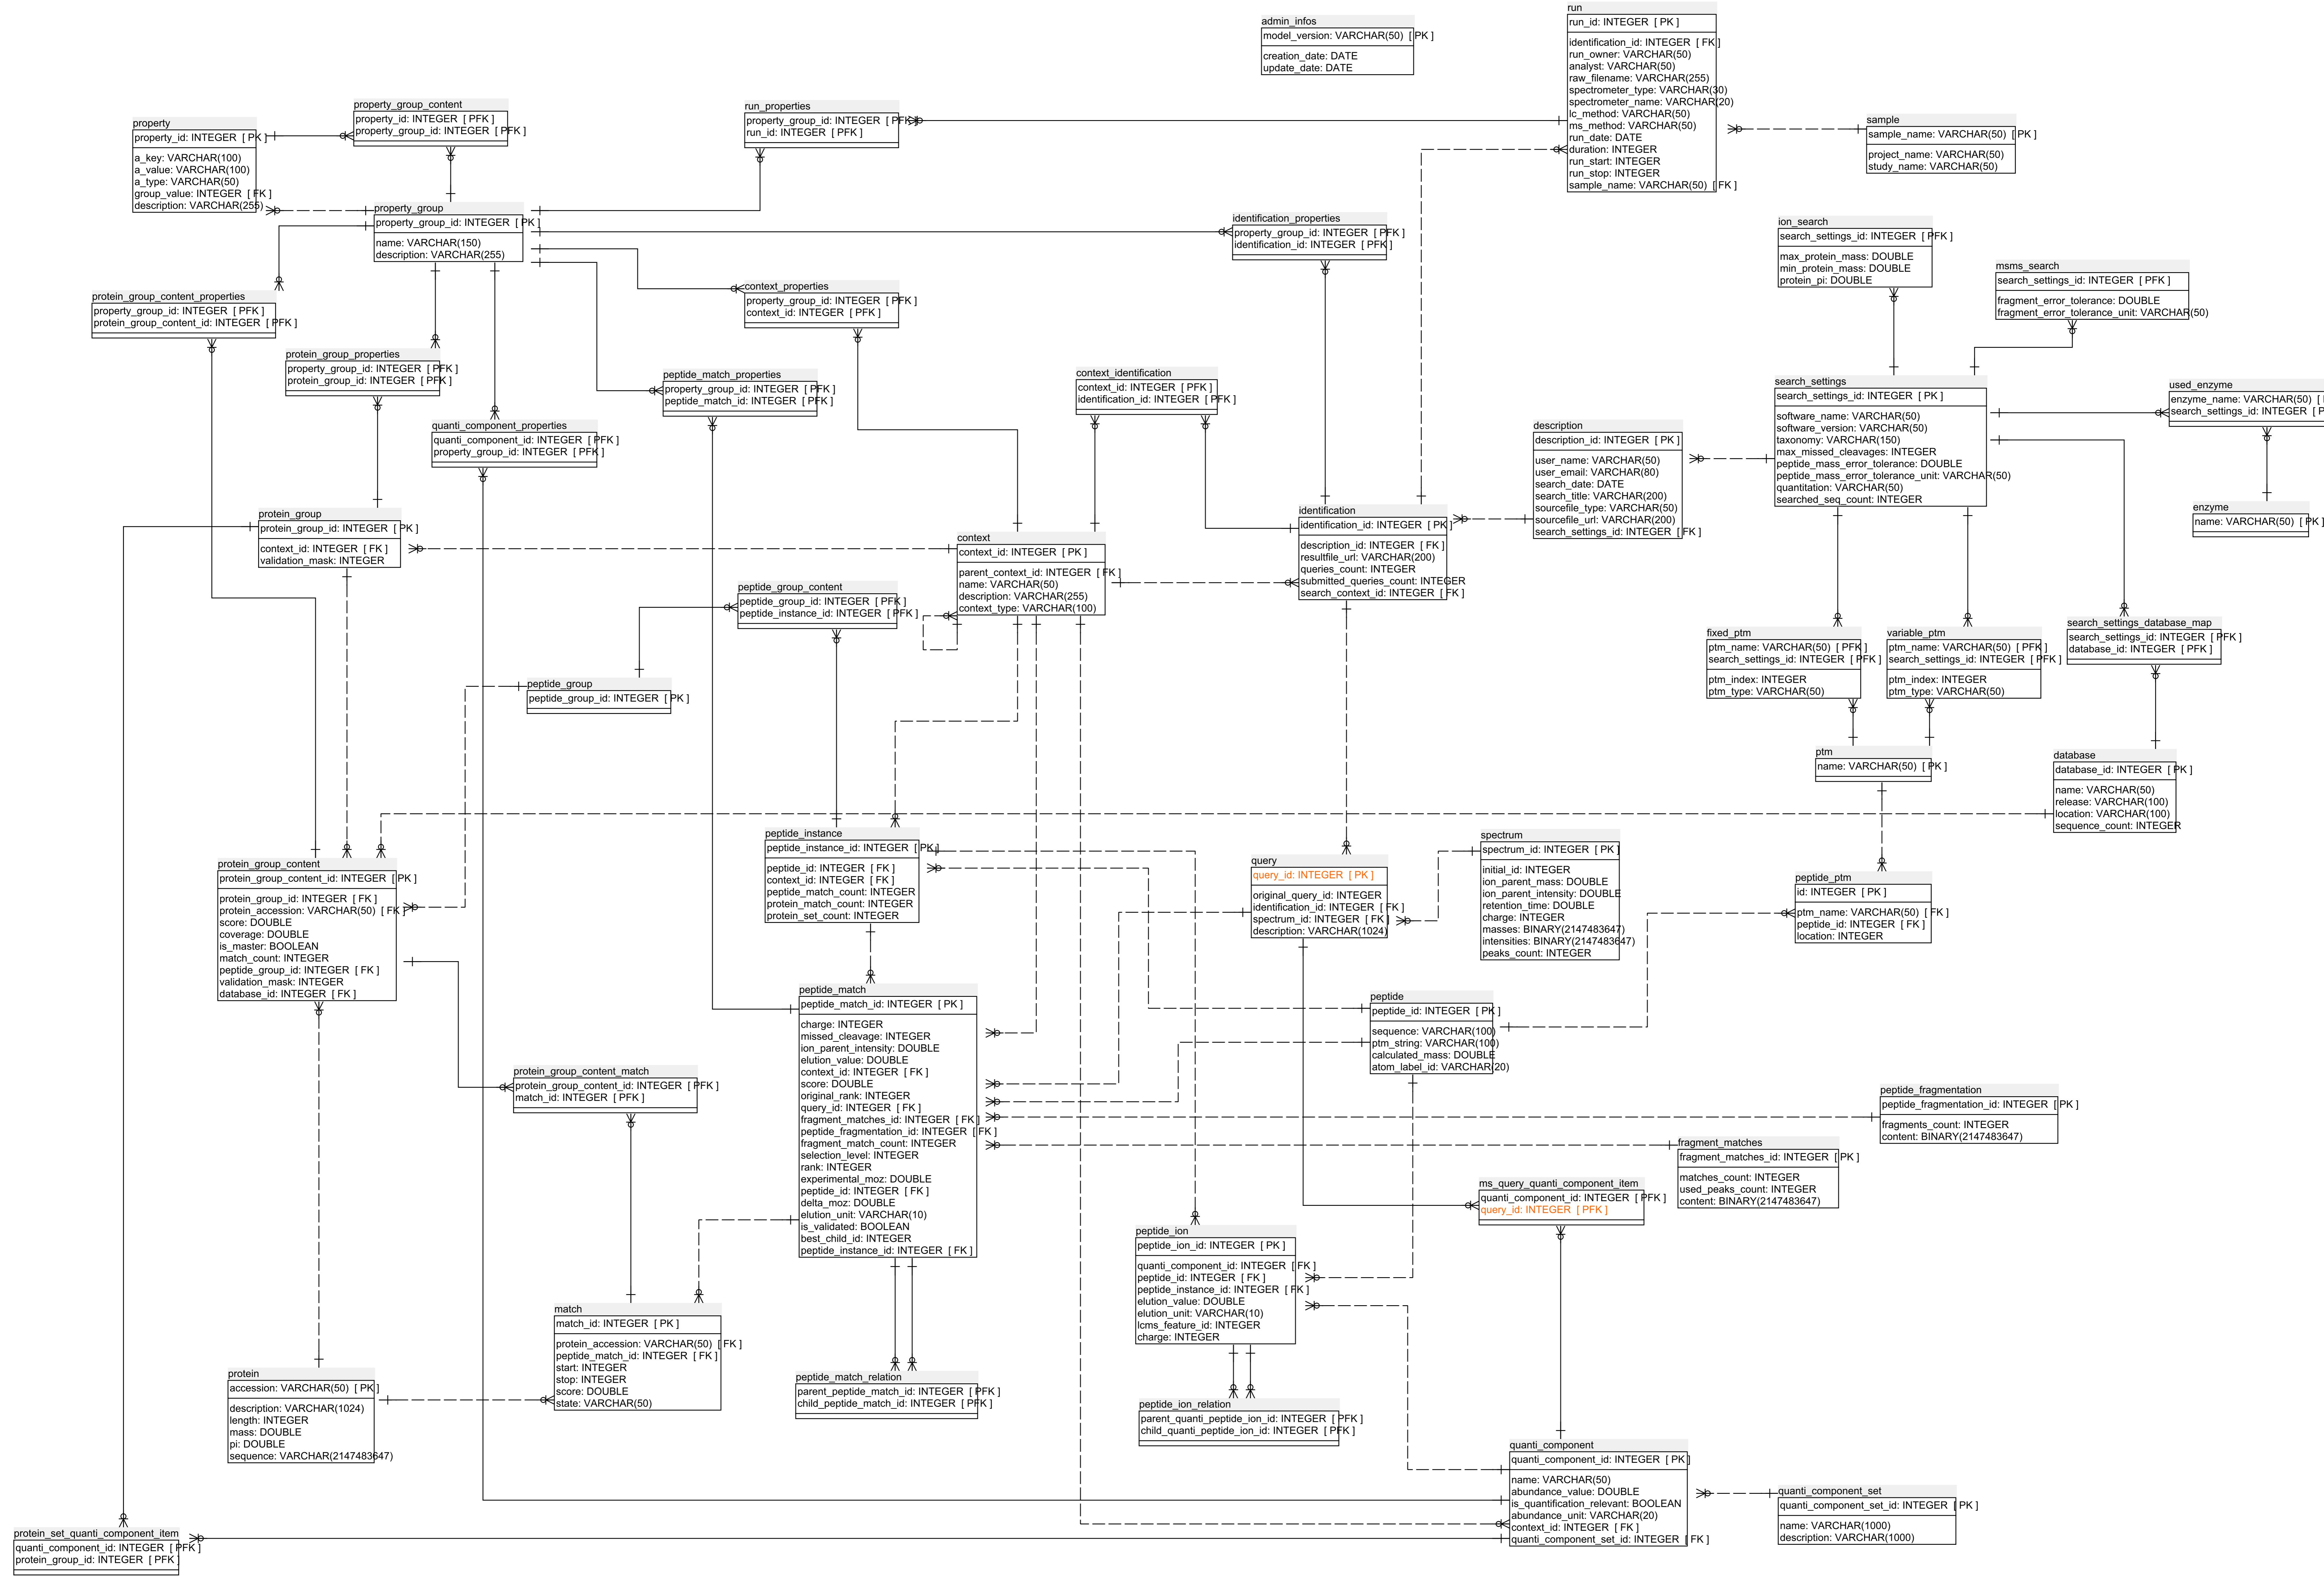 run
run_id: INTEGER [ PK ]
identification_id: INTEGER [ FK ]
run_owner: VARCHAR(50)
analyst: VARCHAR(50)
raw_filename: VARCHAR(255)
spectrometer_type: VARCHAR(30)
spectrometer_name: VARCHAR(20)
lc_method: VARCHAR(50)
ms_method: VARCHAR(50)
run_date: DATE
duration: INTEGER
run_start: INTEGER
run_stop: INTEGER
sample_name: VARCHAR(50) [ FK ]
admin_infos
model_version: VARCHAR(50) [ PK ]
creation_date: DATE
update_date: DATE
property_group_content
property_id: INTEGER [ PFK ]
property_group_id: INTEGER [ PFK ]
run_properties
property_group_id: INTEGER [ PFK ]
run_id: INTEGER [ PFK ]
property
property_id: INTEGER [ PK ]
a_key: VARCHAR(100)
a_value: VARCHAR(100)
a_type: VARCHAR(50)
group_value: INTEGER [ FK ]
description: VARCHAR(255)
sample
sample_name: VARCHAR(50) [ PK ]
project_name: VARCHAR(50)
study_name: VARCHAR(50)
property_group
property_group_id: INTEGER [ PK ]
name: VARCHAR(150)
description: VARCHAR(255)
identification_properties
property_group_id: INTEGER [ PFK ]
identification_id: INTEGER [ PFK ]
ion_search
search_settings_id: INTEGER [ PFK ]
max_protein_mass: DOUBLE
min_protein_mass: DOUBLE
protein_pi: DOUBLE
msms_search
search_settings_id: INTEGER [ PFK ]
fragment_error_tolerance: DOUBLE
fragment_error_tolerance_unit: VARCHAR(50)
context_properties
property_group_id: INTEGER [ PFK ]
context_id: INTEGER [ PFK ]
protein_group_content_properties
property_group_id: INTEGER [ PFK ]
protein_group_content_id: INTEGER [ PFK ]
protein_group_properties
property_group_id: INTEGER [ PFK ]
protein_group_id: INTEGER [ PFK ]
peptide_match_properties
property_group_id: INTEGER [ PFK ]
peptide_match_id: INTEGER [ PFK ]
context_identification
context_id: INTEGER [ PFK ]
identification_id: INTEGER [ PFK ]
search_settings
search_settings_id: INTEGER [ PK ]
software_name: VARCHAR(50)
software_version: VARCHAR(50)
taxonomy: VARCHAR(150)
max_missed_cleavages: INTEGER
peptide_mass_error_tolerance: DOUBLE
peptide_mass_error_tolerance_unit: VARCHAR(50)
quantitation: VARCHAR(50)
searched_seq_count: INTEGER
used_enzyme
enzyme_name: VARCHAR(50) [
search_settings_id: INTEGER [ P
quanti_component_properties
quanti_component_id: INTEGER [ PFK ]
property_group_id: INTEGER [ PFK ]
description
description_id: INTEGER [ PK ]
user_name: VARCHAR(50)
user_email: VARCHAR(80)
search_date: DATE
search_title: VARCHAR(200)
sourcefile_type: VARCHAR(50)
sourcefile_url: VARCHAR(200)
search_settings_id: INTEGER [ FK ]
enzyme
name: VARCHAR(50) [ PK ]
protein_group
protein_group_id: INTEGER [ PK ]
context_id: INTEGER [ FK ]
validation_mask: INTEGER
identification
identification_id: INTEGER [ PK ]
description_id: INTEGER [ FK ]
resultfile_url: VARCHAR(200)
queries_count: INTEGER
submitted_queries_count: INTEGER
search_context_id: INTEGER [ FK ]
context
context_id: INTEGER [ PK ]
parent_context_id: INTEGER [ FK ]
name: VARCHAR(50)
description: VARCHAR(255)
context_type: VARCHAR(100)
peptide_group_content
peptide_group_id: INTEGER [ PFK ]
peptide_instance_id: INTEGER [ PFK ]
fixed_ptm
ptm_name: VARCHAR(50) [ PFK ]
search_settings_id: INTEGER [ PFK ]
ptm_index: INTEGER
ptm_type: VARCHAR(50)
variable_ptm
ptm_name: VARCHAR(50) [ PFK ]
search_settings_id: INTEGER [ PFK ]
ptm_index: INTEGER
ptm_type: VARCHAR(50)
search_settings_database_map
search_settings_id: INTEGER [ PFK ]
database_id: INTEGER [ PFK ]
peptide_group
peptide_group_id: INTEGER [ PK ]
ptm
name: VARCHAR(50) [ PK ]
database
database_id: INTEGER [ PK ]
name: VARCHAR(50)
release: VARCHAR(100)
location: VARCHAR(100)
sequence_count: INTEGER
peptide_instance
peptide_instance_id: INTEGER [ PK ]
peptide_id: INTEGER [ FK ]
context_id: INTEGER [ FK ]
peptide_match_count: INTEGER
protein_match_count: INTEGER
protein_set_count: INTEGER
spectrum
spectrum_id: INTEGER [ PK ]
initial_id: INTEGER
ion_parent_mass: DOUBLE
ion_parent_intensity: DOUBLE
retention_time: DOUBLE
charge: INTEGER
masses: BINARY(2147483647)
intensities: BINARY(2147483647)
peaks_count: INTEGER
query
query_id: INTEGER [ PK ]
original_query_id: INTEGER
identification_id: INTEGER [ FK ]
spectrum_id: INTEGER [ FK ]
description: VARCHAR(1024)
protein_group_content
protein_group_content_id: INTEGER [ PK ]
protein_group_id: INTEGER [ FK ]
protein_accession: VARCHAR(50) [ FK ]
score: DOUBLE
coverage: DOUBLE
is_master: BOOLEAN
match_count: INTEGER
peptide_group_id: INTEGER [ FK ]
validation_mask: INTEGER
database_id: INTEGER [ FK ]
peptide_ptm
id: INTEGER [ PK ]
ptm_name: VARCHAR(50) [ FK ]
peptide_id: INTEGER [ FK ]
location: INTEGER
peptide_match
peptide_match_id: INTEGER [ PK ]
charge: INTEGER
missed_cleavage: INTEGER
ion_parent_intensity: DOUBLE
elution_value: DOUBLE
context_id: INTEGER [ FK ]
score: DOUBLE
original_rank: INTEGER
query_id: INTEGER [ FK ]
fragment_matches_id: INTEGER [ FK ]
peptide_fragmentation_id: INTEGER [ FK ]
fragment_match_count: INTEGER
selection_level: INTEGER
rank: INTEGER
experimental_moz: DOUBLE
peptide_id: INTEGER [ FK ]
delta_moz: DOUBLE
elution_unit: VARCHAR(10)
is_validated: BOOLEAN
best_child_id: INTEGER
peptide_instance_id: INTEGER [ FK ]
peptide
peptide_id: INTEGER [ PK ]
sequence: VARCHAR(100)
ptm_string: VARCHAR(100)
calculated_mass: DOUBLE
atom_label_id: VARCHAR(20)
protein_group_content_match
protein_group_content_id: INTEGER [ PFK ]
match_id: INTEGER [ PFK ]
peptide_fragmentation
peptide_fragmentation_id: INTEGER [ PK ]
fragments_count: INTEGER
content: BINARY(2147483647)
fragment_matches
fragment_matches_id: INTEGER [ PK ]
matches_count: INTEGER
used_peaks_count: INTEGER
content: BINARY(2147483647)
ms_query_quanti_component_item
quanti_component_id: INTEGER [ PFK ]
query_id: INTEGER [ PFK ]
peptide_ion
peptide_ion_id: INTEGER [ PK ]
quanti_component_id: INTEGER [ FK ]
peptide_id: INTEGER [ FK ]
peptide_instance_id: INTEGER [ FK ]
elution_value: DOUBLE
elution_unit: VARCHAR(10)
lcms_feature_id: INTEGER
charge: INTEGER
match
match_id: INTEGER [ PK ]
protein_accession: VARCHAR(50) [ FK ]
peptide_match_id: INTEGER [ FK ]
start: INTEGER
stop: INTEGER
score: DOUBLE
state: VARCHAR(50)
protein
accession: VARCHAR(50) [ PK ]
description: VARCHAR(1024)
length: INTEGER
mass: DOUBLE
pi: DOUBLE
sequence: VARCHAR(2147483647)
peptide_match_relation
parent_peptide_match_id: INTEGER [ PFK ]
child_peptide_match_id: INTEGER [ PFK ]
peptide_ion_relation
parent_quanti_peptide_ion_id: INTEGER [ PFK ]
child_quanti_peptide_ion_id: INTEGER [ PFK ]
quanti_component
quanti_component_id: INTEGER [ PK ]
name: VARCHAR(50)
abundance_value: DOUBLE
is_quantification_relevant: BOOLEAN
abundance_unit: VARCHAR(20)
context_id: INTEGER [ FK ]
quanti_component_set_id: INTEGER [ FK ]
quanti_component_set
quanti_component_set_id: INTEGER [ PK ]
name: VARCHAR(1000)
description: VARCHAR(1000)
protein_set_quanti_component_item
quanti_component_id: INTEGER [ PFK ]
protein_group_id: INTEGER [ PFK ]